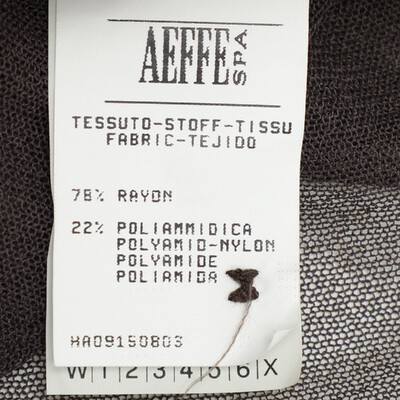 AEFFE SPA
TESSUTO-STOFF-TISSU
FABRIC-TEJIDO
78% RAYON
22% POLIAMMIDICA
POLYAMID-NYLON
POLYAMIDE
POLIAMIDA
HA09150803
W 1 2 3 4 5 6 X